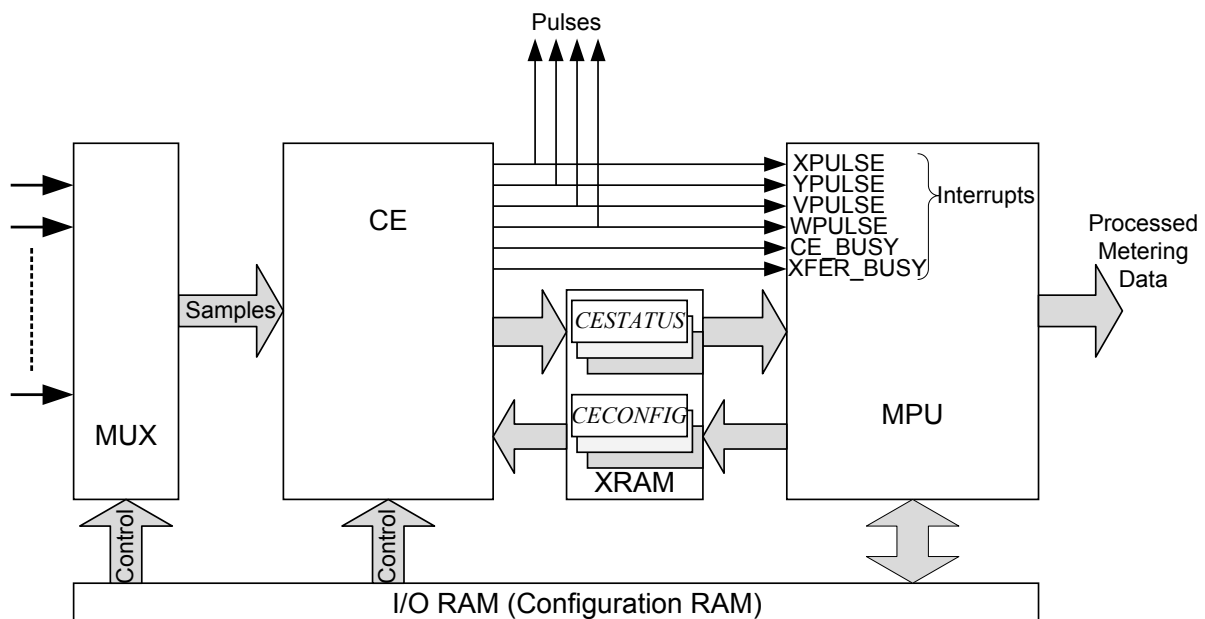 Pulses
XPULSE
YPULSE
VPULSE
WPULSE
CE_BUSY
XFER_BUSY
Interrupts
CE
Processed
Metering
Data
Samples
CESTATUS
CECONFIG
XRAM
MPU
MUX
Control
Control
I/O RAM (Configuration RAM)